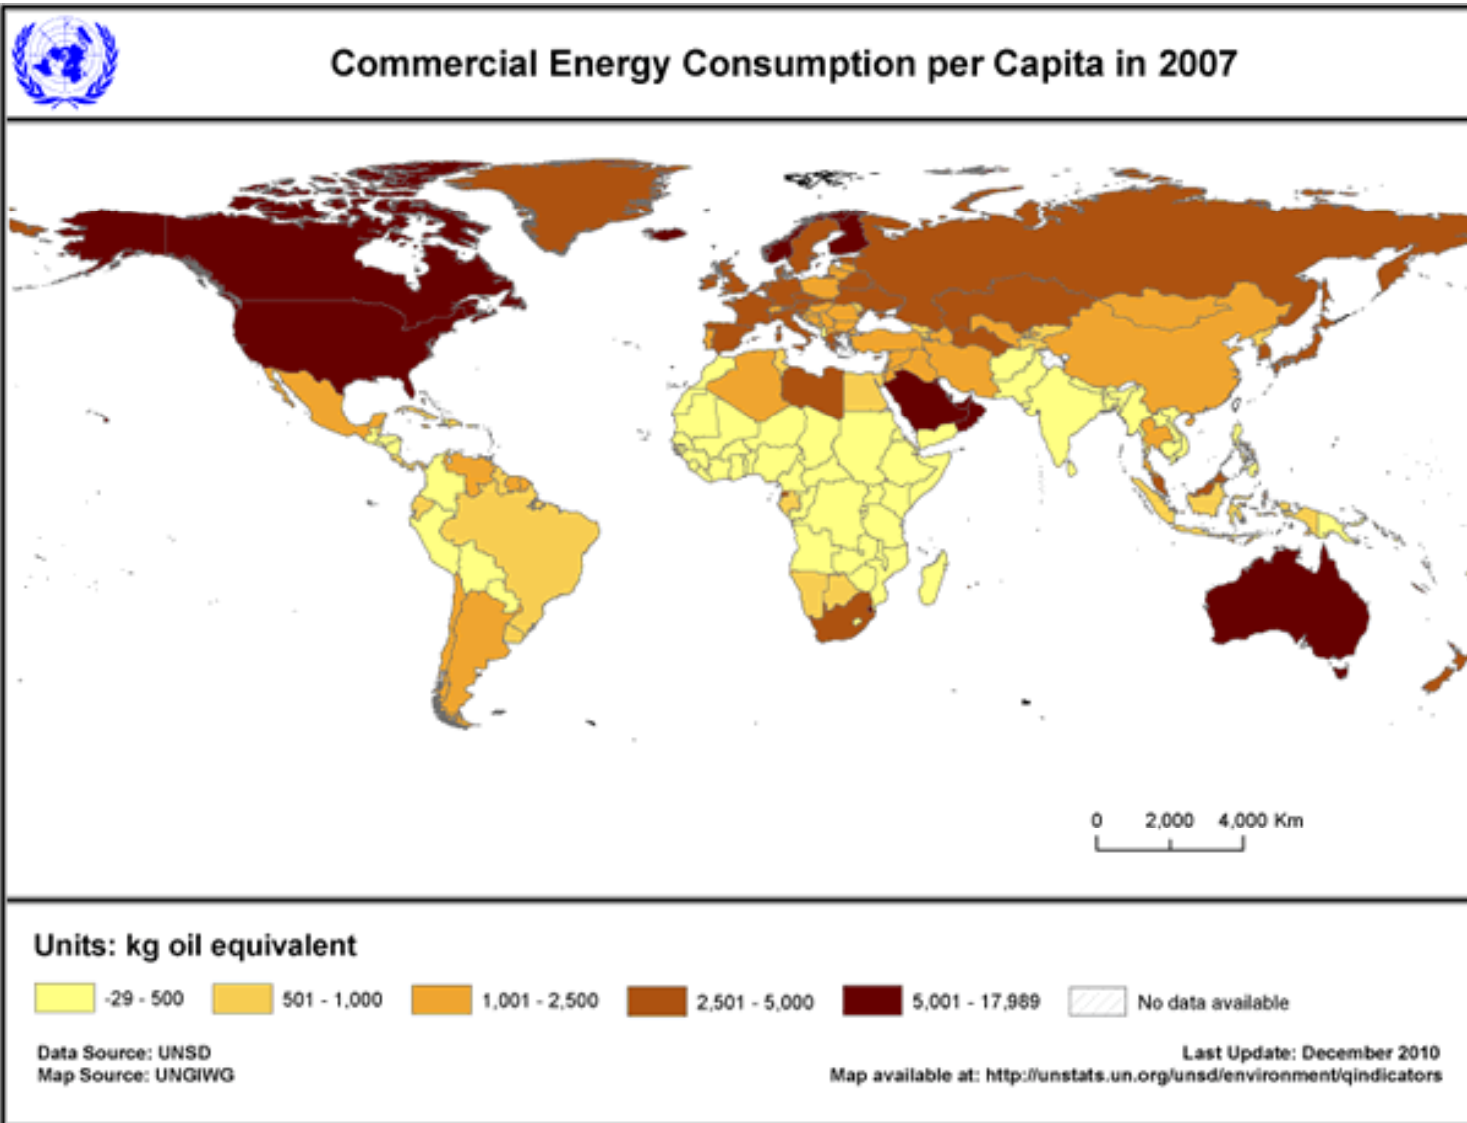 Commercial Energy Consumption per Capita in 2007
0 2,000 4,000 Km
Units: kg oil equivalent
-29 - 500 501 - 1,000 1,001 - 2,500 2,501 - 5,000 5,001 - 17,989 No data available
Data Source: UNSD Last Update: December 2010
Map Source: UNGIWG Map available at: http://unstats.un.org/unsd/environment/qindicators